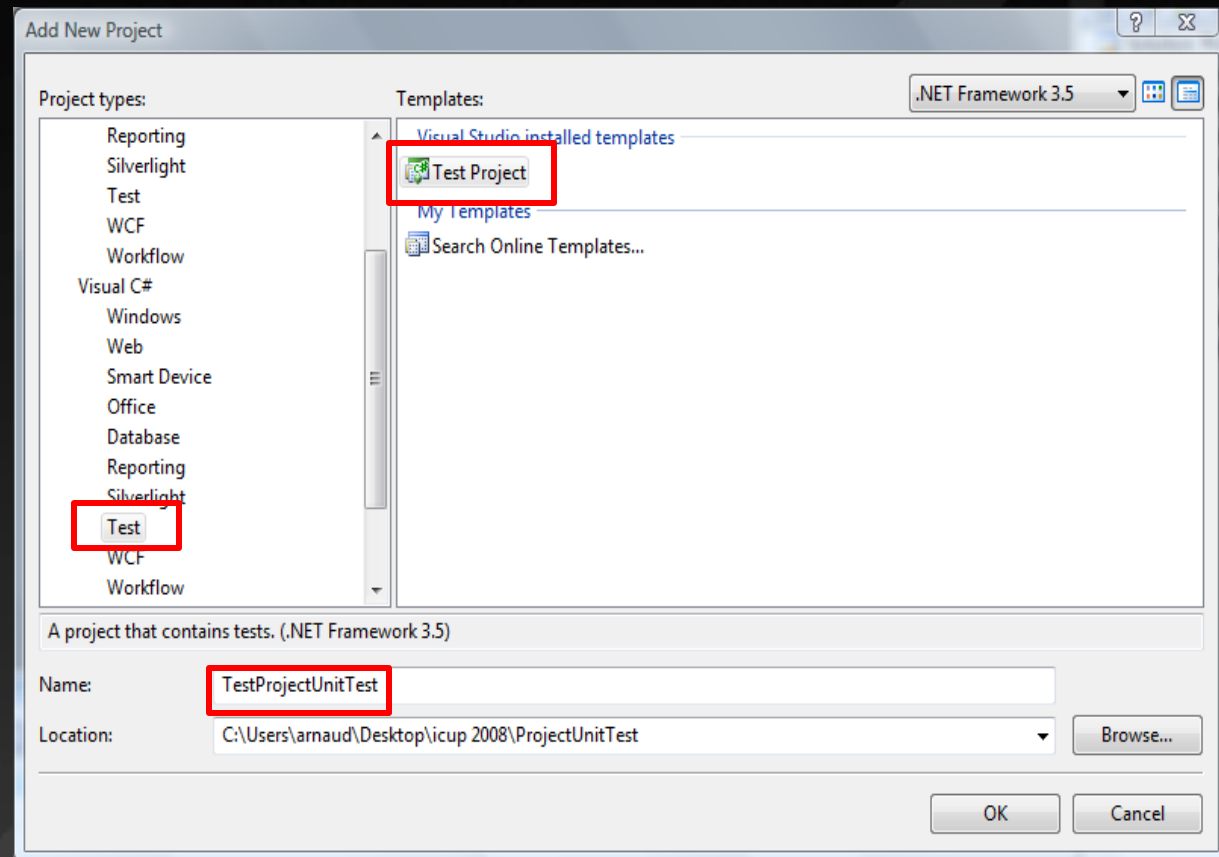 Add New Project
Project types:
Templates:
.NET Framework 3.5
Reporting
Silverlight
Test
WCF
Workflow
Visual C#
Windows
Web
Smart Device
Office
Database
Reporting
Silverlight
Test
WCF
Workflow
Visual Studio installed templates
Test Project
My Templates
Search Online Templates...
A project that contains tests. (.NET Framework 3.5)
Name:
TestProjectUnitTest
Location:
C:\Users\arnaud\Desktop\icup 2008\ProjectUnitTest
Browse...
OK
Cancel